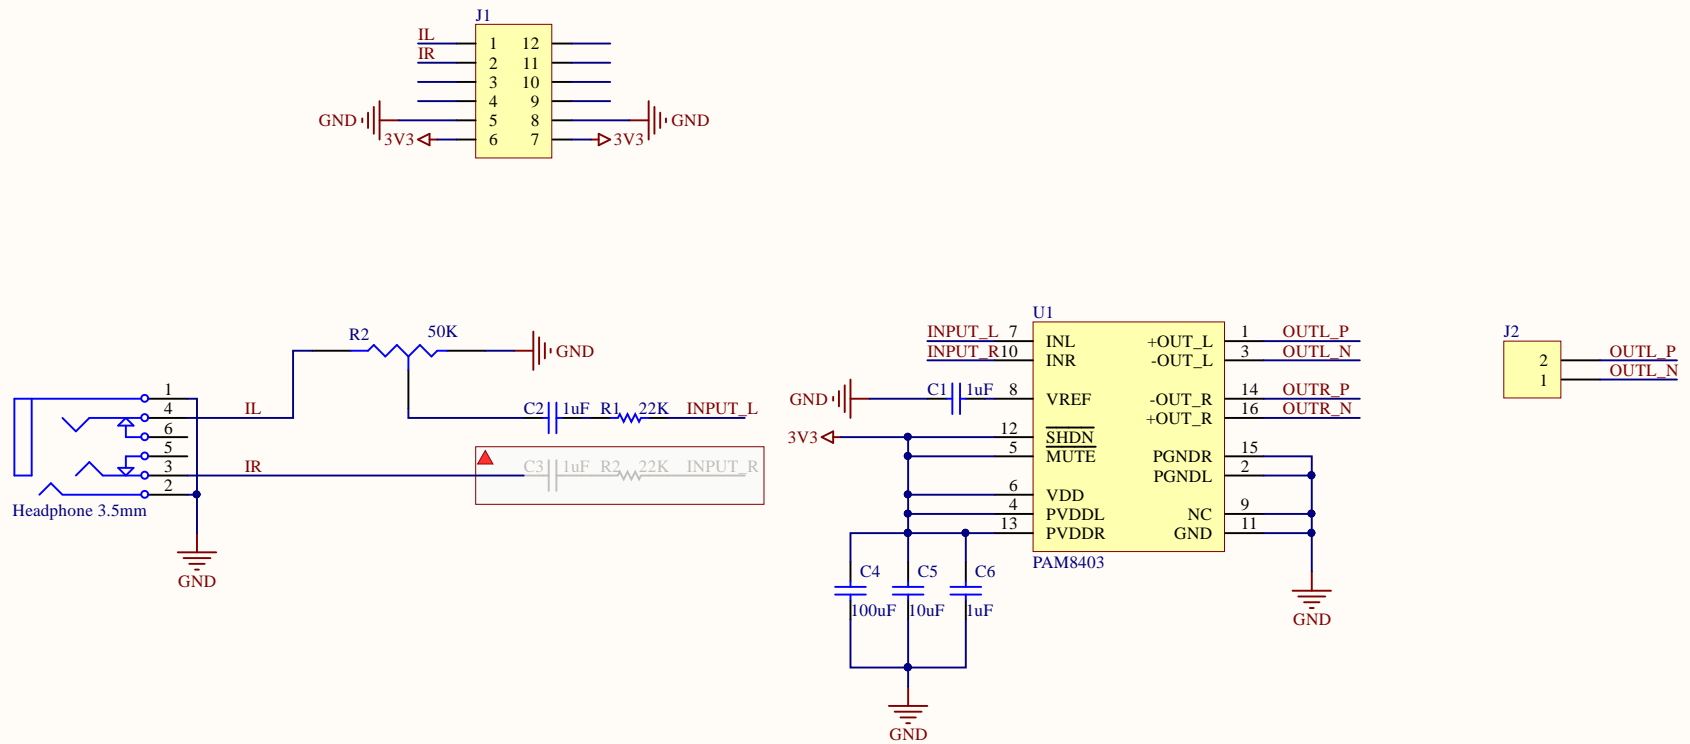 J1
IL 1 12
IR 2 11
3 10
4 9
GND 5 8 GND
3V3 6 7 3V3
R2 50K
GND
1
4 IL
6
5
3 IR
2
Headphone 3.5mm
GND
C2 1uF R1 22K INPUT_L
C3 1uF R2 22K INPUT_R
U1
INPUT_L 7 INL +OUT_L 1 OUTL_P
INPUT_R 10 INR -OUT_L 3 OUTL_N
GND C1 1uF 8 VREF -OUT_R 14 OUTR_P
+OUT_R 16 OUTR_N
3V3 12 SHDN
5 MUTE PGNDR 15
PGNDL 2
6 VDD
4 PVDDL NC 9
13 PVDDR GND 11
PAM8403
C4 C5 C6
100uF 10uF 1uF
GND
GND
J2
2 OUTL_P
1 OUTL_N